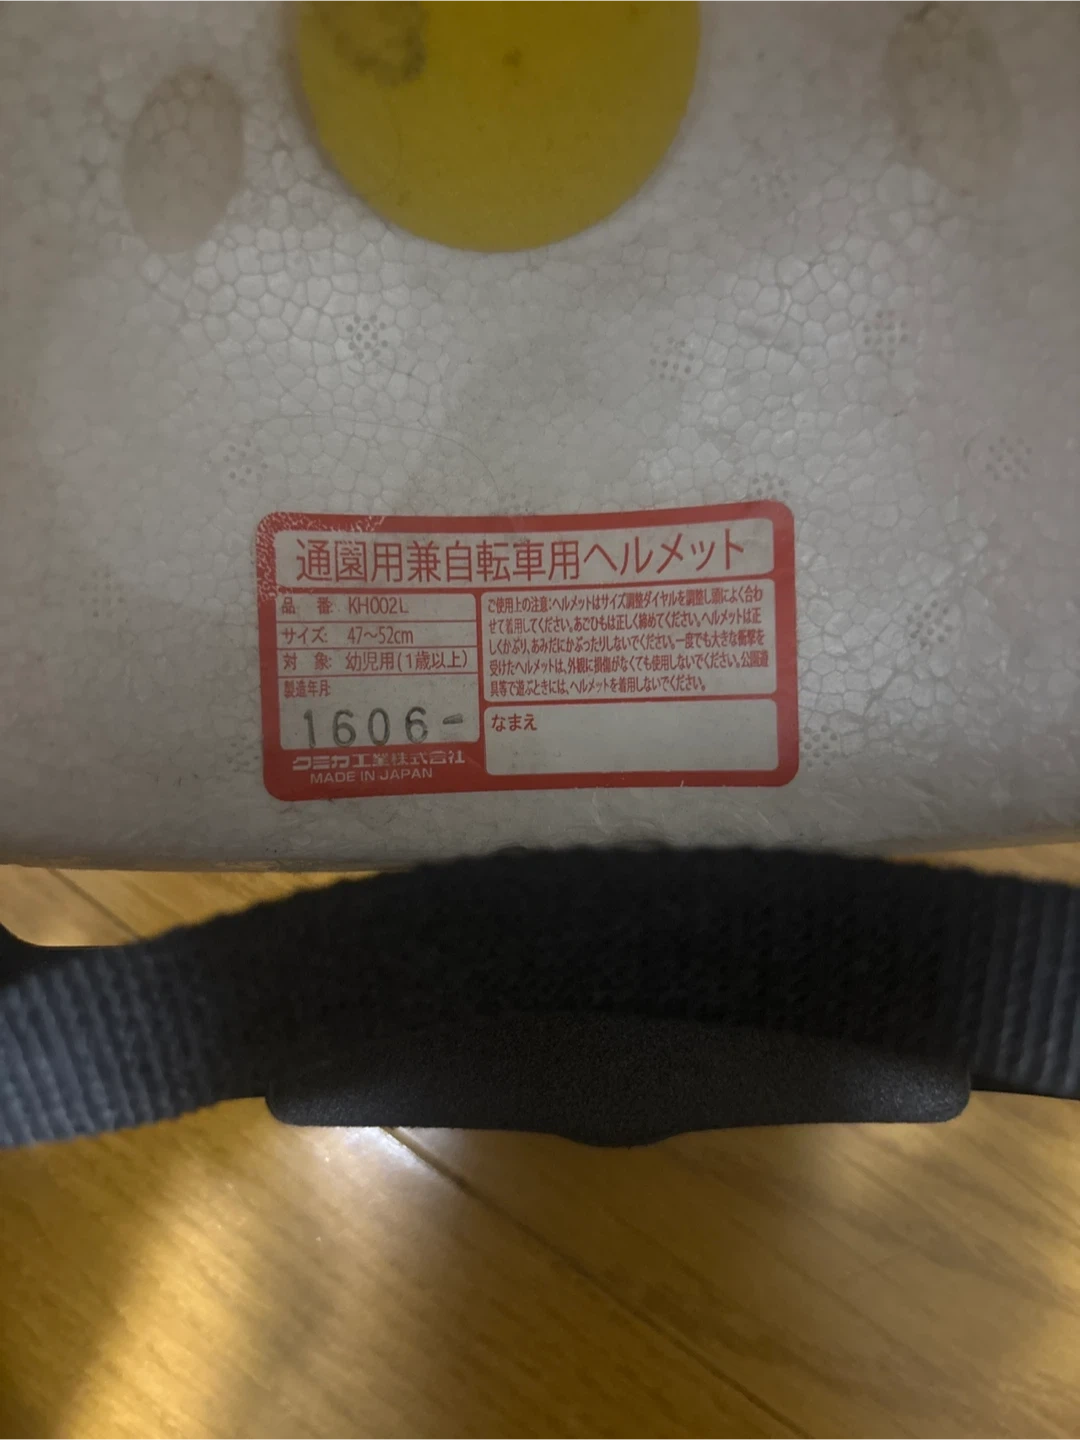 通園用兼自転車用ヘルメット
品　番: KH002L
サイズ: 47～52cm
対　象: 幼児用(1歳以上)
製造年月:
1606-
クミカ工業株式会社
MADE IN JAPAN
ご使用上の注意:ヘルメットはサイズ調整ダイヤルを調整し頭によく合わ
せて着用してください。あごひもは正しく締めてください。ヘルメットは正
しくかぶり、あみだにかぶったりしないでください。一度でも大きな衝撃を
受けたヘルメットは、外観に損傷がなくても使用しないでください。公園遊
具等で遊ぶときには、ヘルメットを着用しないでください。
なまえ